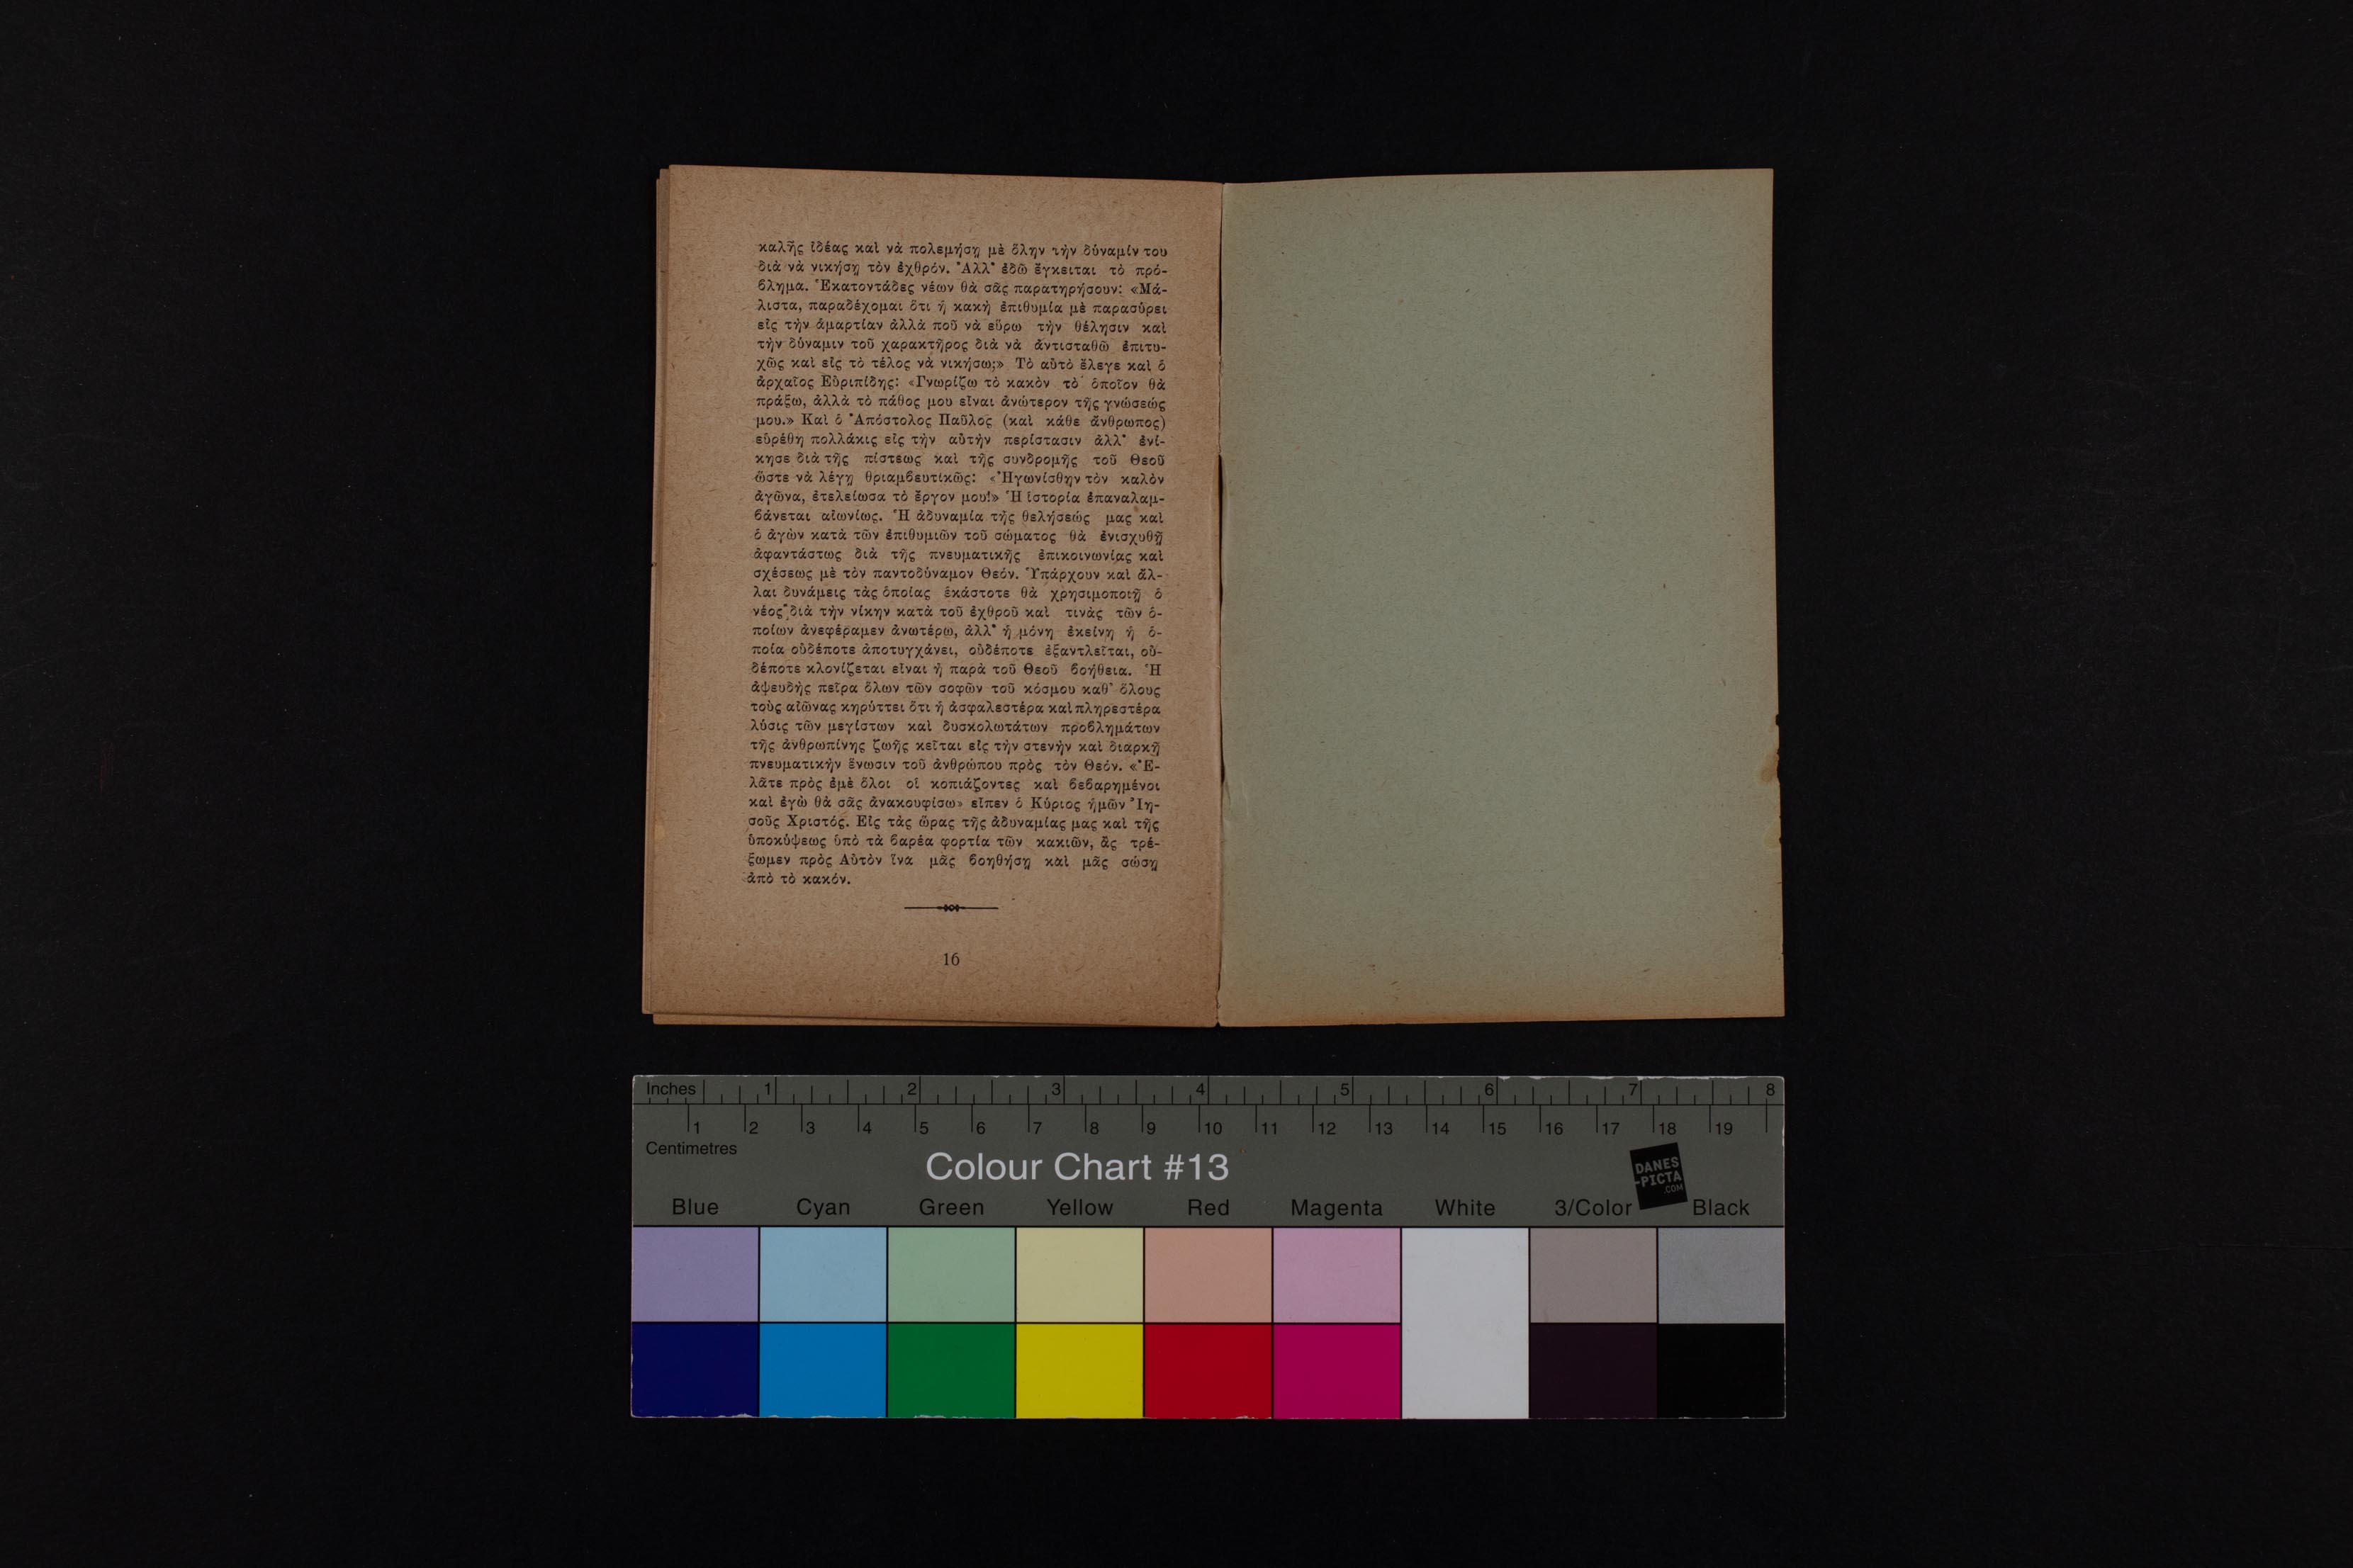 καλῆς ἰδέας καὶ νὰ πολεμήσῃ μὲ ὅλην τὴν δύναμίν του
διὰ νὰ νικήσῃ τὸν ἐχθρόν. Ἀλλ' ἐδῶ ἔγκειται τὸ πρό-
βλημα. Ἑκατοντάδες νέων θὰ σᾶς παρατηρήσουν: «Μά-
λιστα, παραδέχομαι ὅτι ἡ κακὴ ἐπιθυμία μὲ παρασύρει
εἰς τὴν ἁμαρτίαν ἀλλὰ ποῦ νὰ εὕρω τὴν θέλησιν καὶ
τὴν δύναμιν τοῦ χαρακτῆρος διὰ νὰ ἀντισταθῶ ἐπιτυ-
χῶς καὶ εἰς τὸ τέλος νὰ νικήσω;» Τὸ αὐτὸ ἔλεγε καὶ ὁ
ἀρχαῖος Εὐριπίδης: «Γνωρίζω τὸ κακὸν τὸ ὁποῖον θὰ
πράξω, ἀλλὰ τὸ πάθος μου εἶναι ἀνώτερον τῆς γνώσεώς
μου.» Καὶ ὁ Ἀπόστολος Παῦλος (καὶ κάθε ἄνθρωπος)
εὑρέθη πολλάκις εἰς τὴν αὐτὴν περίστασιν ἀλλ' ἐνί-
κησε διὰ τῆς πίστεως καὶ τῆς συνδρομῆς τοῦ Θεοῦ
ὥστε νὰ λέγῃ θριαμβευτικῶς: «Ἠγωνίσθην τὸν καλὸν
ἀγῶνα, ἐτελείωσα τὸ ἔργον μου!» Ἡ ἱστορία ἐπαναλαμ-
βάνεται αἰωνίως. Ἡ ἀδυναμία τῆς θελήσεώς μας καὶ
ὁ ἀγὼν κατὰ τῶν ἐπιθυμιῶν τοῦ σώματος θὰ ἐνισχυθῇ
ἀφαντάστως διὰ τῆς πνευματικῆς ἐπικοινωνίας καὶ
σχέσεως μὲ τὸν παντοδύναμον Θεόν. Ὑπάρχουν καὶ ἄλ-
λαι δυνάμεις τὰς ὁποίας ἑκάστοτε θὰ χρησιμοποιῇ ὁ
νέος διὰ τὴν νίκην κατὰ τοῦ ἐχθροῦ καὶ τινὰς τῶν ὁ-
ποίων ἀνεφέραμεν ἀνωτέρω, ἀλλ' ἡ μόνη ἐκείνη ἡ ὁ-
ποία οὐδέποτε ἀποτυγχάνει, οὐδέποτε ἐξαντλεῖται, οὐ-
δέποτε κλονίζεται εἶναι ἡ παρὰ τοῦ Θεοῦ βοήθεια. Ἡ
ἀψευδὴς πεῖρα ὅλων τῶν σοφῶν τοῦ κόσμου καθ' ὅλους
τοὺς αἰῶνας κηρύττει ὅτι ἡ ἀσφαλεστέρα καὶ πληρεστέρα
λύσις τῶν μεγίστων καὶ δυσκολωτάτων προβλημάτων
τῆς ἀνθρωπίνης ζωῆς κεῖται εἰς τὴν στενὴν καὶ διαρκῆ
πνευματικὴν ἕνωσιν τοῦ ἀνθρώπου πρὸς τὸν Θεόν. «Ἐ-
λᾶτε πρὸς ἐμὲ ὅλοι οἱ κοπιάζοντες καὶ βεβαρημένοι
καὶ ἐγὼ θὰ σᾶς ἀνακουφίσω» εἶπεν ὁ Κύριος ἡμῶν Ἰη-
σοῦς Χριστός. Εἰς τὰς ὥρας τῆς ἀδυναμίας μας καὶ τῆς
ὑποκύψεως ὑπὸ τὰ βαρέα φορτία τῶν κακιῶν, ἂς τρέ-
ξωμεν πρὸς Αὐτὸν ἵνα μᾶς βοηθήσῃ καὶ μᾶς σώσῃ
ἀπὸ τὸ κακόν.
16
Inches 1 2 3 4 5 6 7 8
1 2 3 4 5 6 7 8 9 10 11 12 13 14 15 16 17 18 19
Centimetres
Colour Chart #13
DANES
-PICTA
.COM
Blue Cyan Green Yellow Red Magenta White 3/Color Black